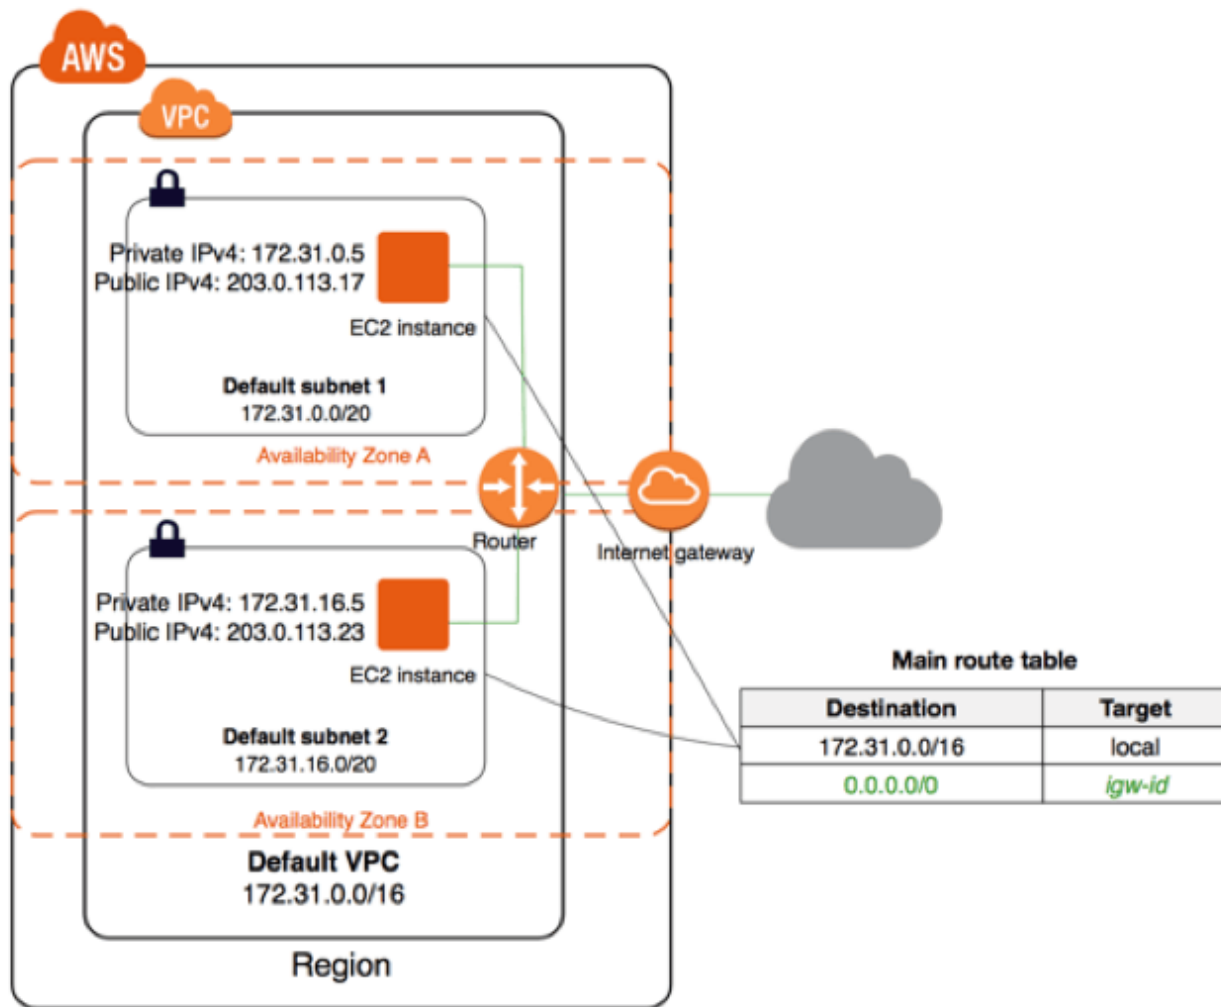 AWS
VPC
Private IPv4: 172.31.0.5
Public IPv4: 203.0.113.17
EC2 instance
Default subnet 1
172.31.0.0/20
Availability Zone A
Router
Internet gateway
Private IPv4: 172.31.16.5
Public IPv4: 203.0.113.23
EC2 instance
Default subnet 2
172.31.16.0/20
Availability Zone B
Default VPC
172.31.0.0/16
Region
Main route table
Destination Target
172.31.0.0/16 local
0.0.0.0/0 igw-id